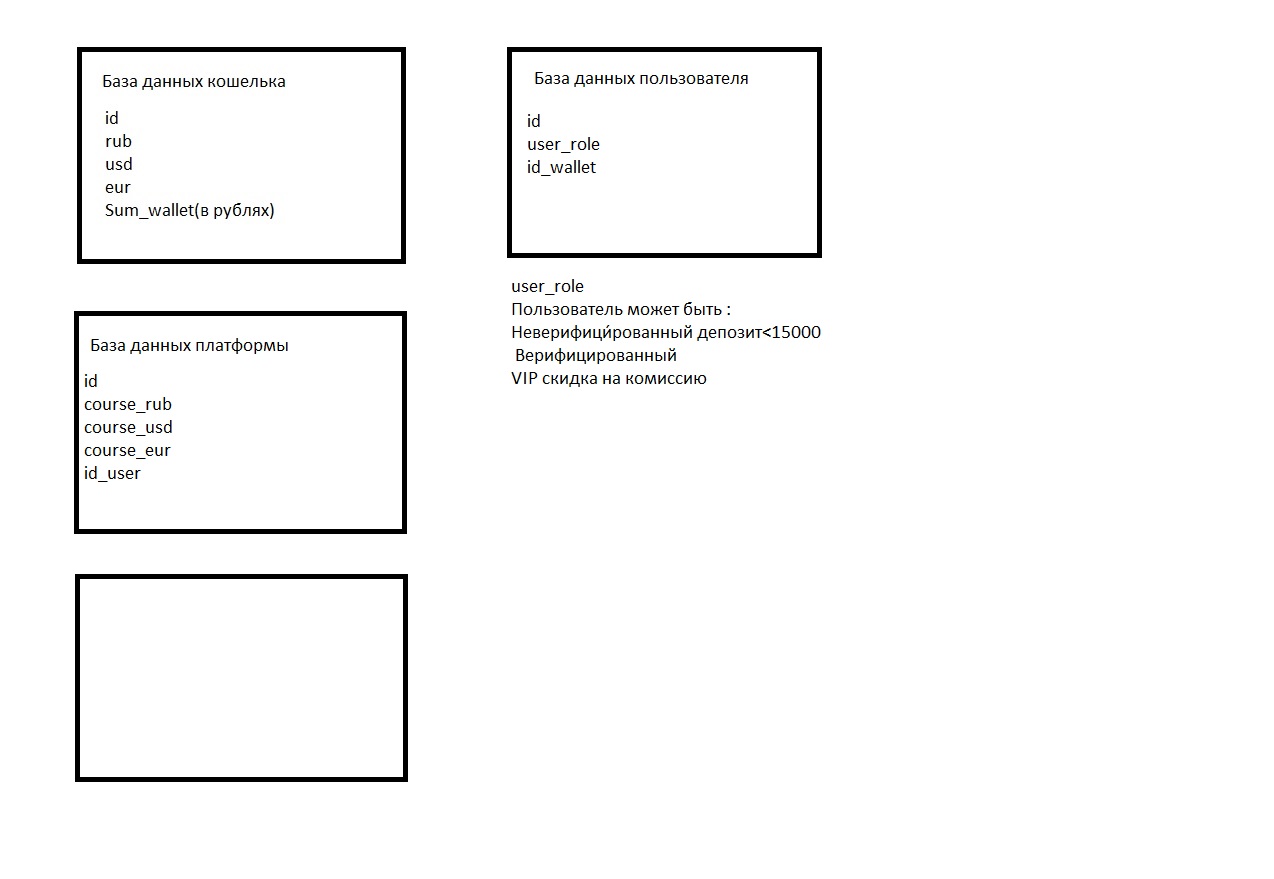 База данных кошелька
id
rub
usd
eur
Sum_wallet(в рублях)
База данных пользователя
id
user_role
id_wallet
user_role
Пользователь может быть :
Неверифици́рованный депозит<15000
Верифицированный
VIP скидка на комиссию
База данных платформы
id
course_rub
course_usd
course_eur
id_user